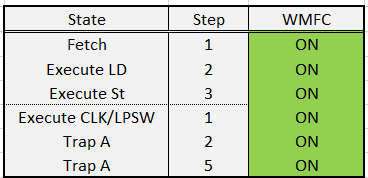 State Step WMFC
Fetch 1 ON
Execute LD 2 ON
Execute St 3 ON
Execute CLK/LPSW 1 ON
Trap A 2 ON
Trap A 5 ON